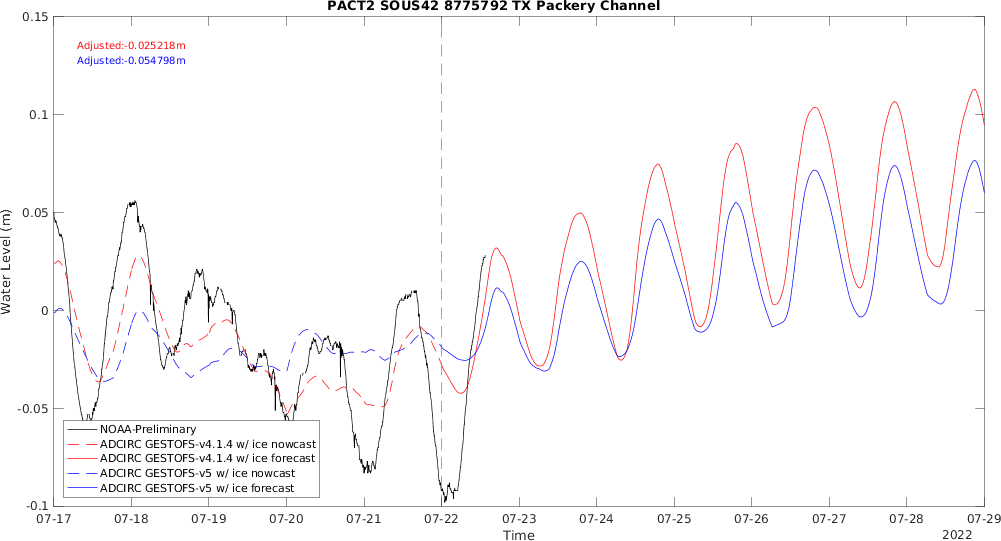 PACT2 SOUS42 8775792 TX Packery Channel
0.15
Adjusted:-0.025218m
Adjusted:-0.054798m
0.1
0.05
Water Level (m)
0
-0.05
NOAA-Preliminary
ADCIRC GESTOFS-v4.1.4 w/ ice nowcast
ADCIRC GESTOFS-v4.1.4 w/ ice forecast
ADCIRC GESTOFS-v5 w/ ice nowcast
ADCIRC GESTOFS-v5 w/ ice forecast
-0.1
07-17 07-18 07-19 07-20 07-21 07-22 07-23 07-24 07-25 07-26 07-27 07-28 07-29
Time
2022